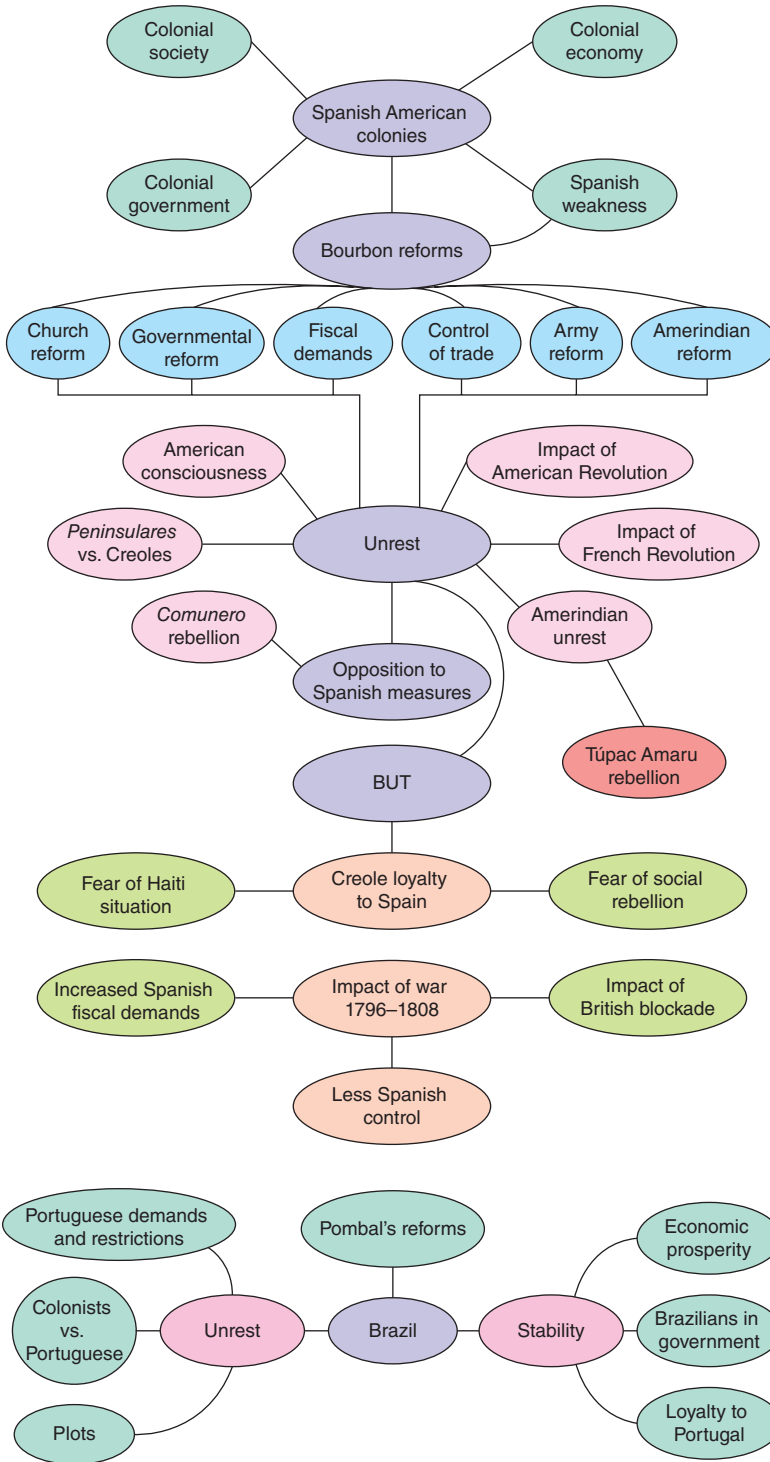 Colonial
society
Colonial
economy
Spanish American
colonies
Colonial
government
Spanish
weakness
Bourbon reforms
Church
reform
Governmental
reform
Fiscal
demands
Control
of trade
Army
reform
Amerindian
reform
American
consciousness
Impact of
American Revolution
Peninsulares
vs. Creoles
Unrest
Impact of
French Revolution
Comunero
rebellion
Amerindian
unrest
Opposition to
Spanish measures
Túpac Amaru
rebellion
BUT
Fear of Haiti
situation
Creole loyalty
to Spain
Fear of social
rebellion
Increased Spanish
fiscal demands
Impact of war
1796–1808
Impact of
British blockade
Less Spanish
control
Portuguese demands
and restrictions
Pombal's reforms
Economic
prosperity
Colonists
vs.
Portuguese
Unrest
Brazil
Stability
Brazilians in
government
Plots
Loyalty to
Portugal